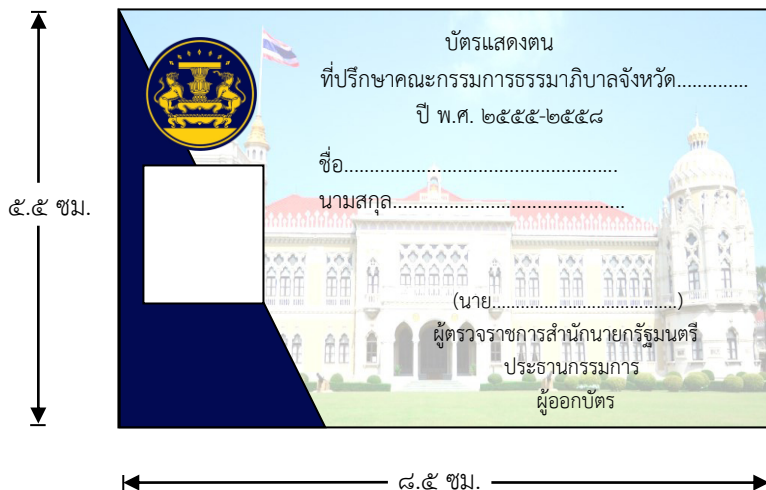 บัตรแสดงตน
ที่ปรึกษาคณะกรรมการธรรมาภิบาลจังหวัด..............
ปี พ.ศ. ๒๕๕๕-๒๕๕๘
ชื่อ.....................................................
นามสกุล.............................................
๕.๕ ซม.
(นาย....................................)
ผู้ตรวจราชการสำนักนายกรัฐมนตรี
ประธานกรรมการ
ผู้ออกบัตร
๘.๕ ซม.